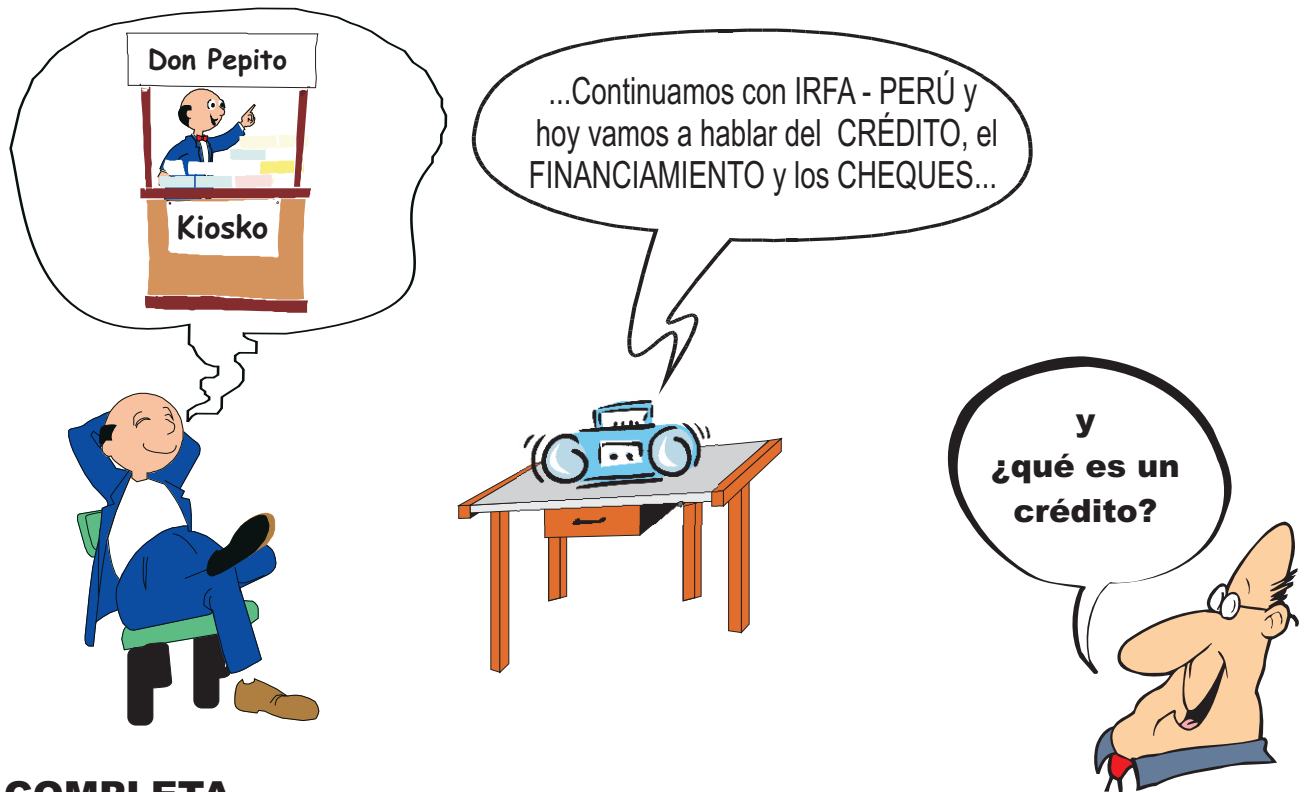 Don Pepito
Kiosko
...Continuamos con IRFA - PERÚ y
hoy vamos a hablar del CRÉDITO, el
FINANCIAMIENTO y los CHEQUES...
y
¿qué es un
crédito?
COMPLETA